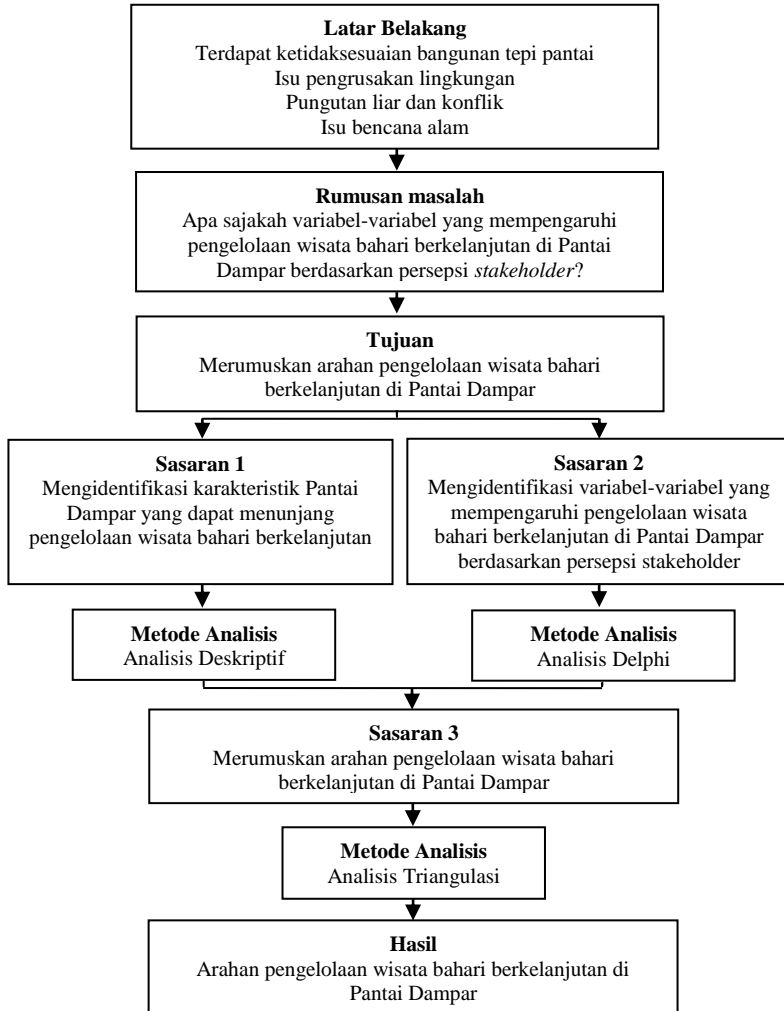 Latar Belakang
Terdapat ketidaksesuaian bangunan tepi pantai
Isu pengrusakan lingkungan
Pungutan liar dan konflik
Isu bencana alam
Rumusan masalah
Apa sajakah variabel-variabel yang mempengaruhi
pengelolaan wisata bahari berkelanjutan di Pantai
Dampar berdasarkan persepsi stakeholder?
Tujuan
Merumuskan arahan pengelolaan wisata bahari
berkelanjutan di Pantai Dampar
Sasaran 1
Mengidentifikasi karakteristik Pantai
Dampar yang dapat menunjang
pengelolaan wisata bahari berkelanjutan
Sasaran 2
Mengidentifikasi variabel-variabel yang
mempengaruhi pengelolaan wisata
bahari berkelanjutan di Pantai Dampar
berdasarkan persepsi stakeholder
Metode Analisis
Analisis Deskriptif
Metode Analisis
Analisis Delphi
Sasaran 3
Merumuskan arahan pengelolaan wisata bahari
berkelanjutan di Pantai Dampar
Metode Analisis
Analisis Triangulasi
Hasil
Arahan pengelolaan wisata bahari berkelanjutan di
Pantai Dampar